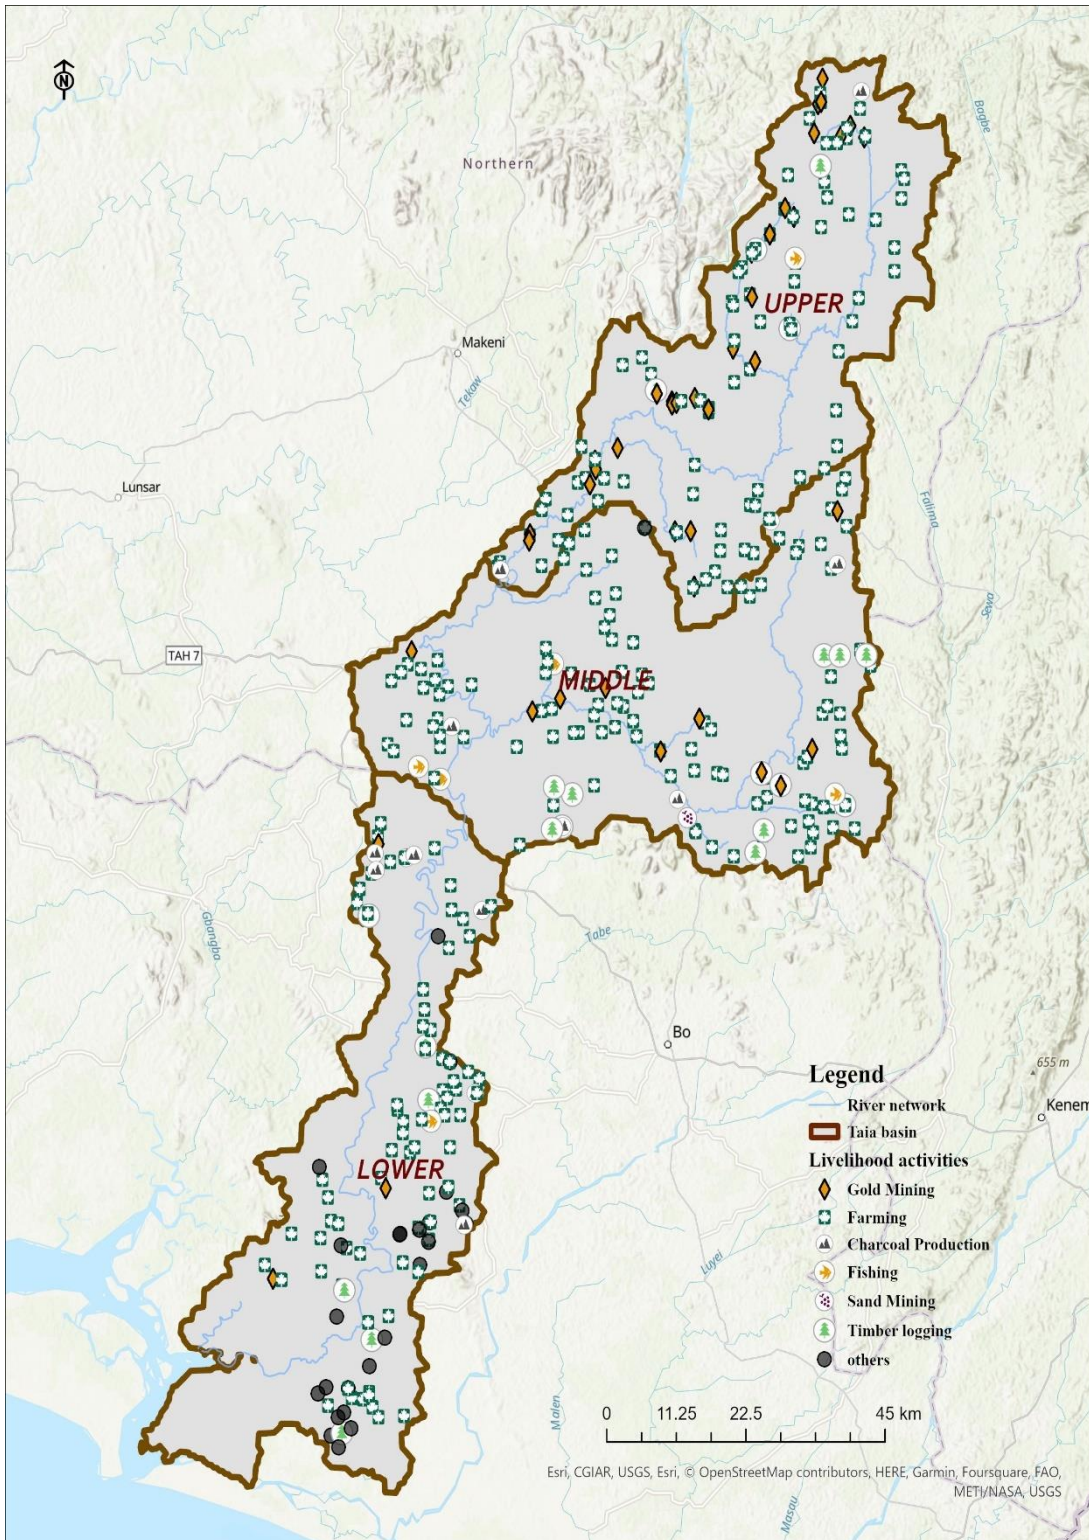 N
Northern
Bagbe
UPPER
Makeni
Tekaw
Lunsar
Falima
Sewa
TAH 7
MIDDLE
Gbangba
Tabe
Bo
655 m
Kenem
LOWER
Luyei
Malen
Masau
Legend
River network
Taia basin
Livelihood activities
Gold Mining
Farming
Charcoal Production
Fishing
Sand Mining
Timber logging
others
0 11.25 22.5 45 km
Esri, CGIAR, USGS, Esri, © OpenStreetMap contributors, HERE, Garmin, Foursquare, FAO,
METI/NASA, USGS